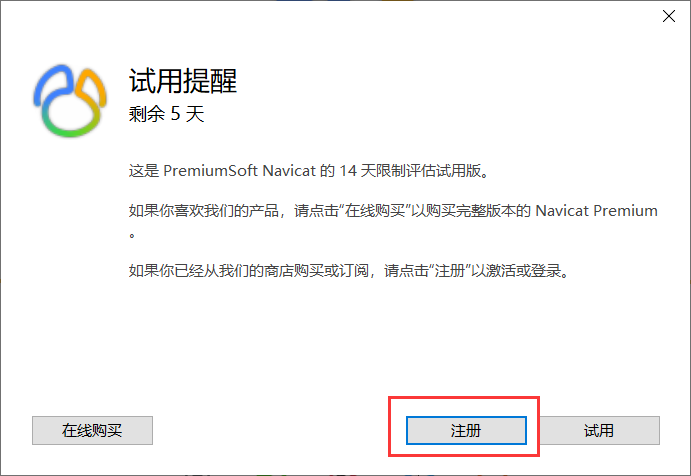 试用提醒
剩余 5 天
这是 PremiumSoft Navicat 的 14 天限制评估试用版。
如果你喜欢我们的产品，请点击“在线购买”以购买完整版本的 Navicat Premium
。
如果你已经从我们的商店购买或订阅，请点击“注册”以激活或登录。
在线购买
注册
试用